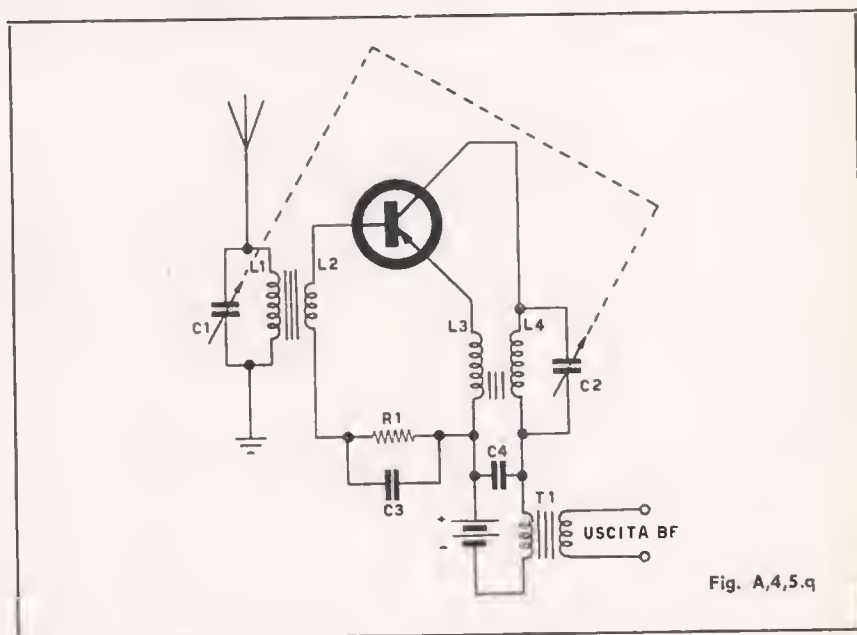 L1
L2
C1
L3
L4
C2
R1
C3
C4
T1
+
-
USCITA BF
Fig. A,4,5.q